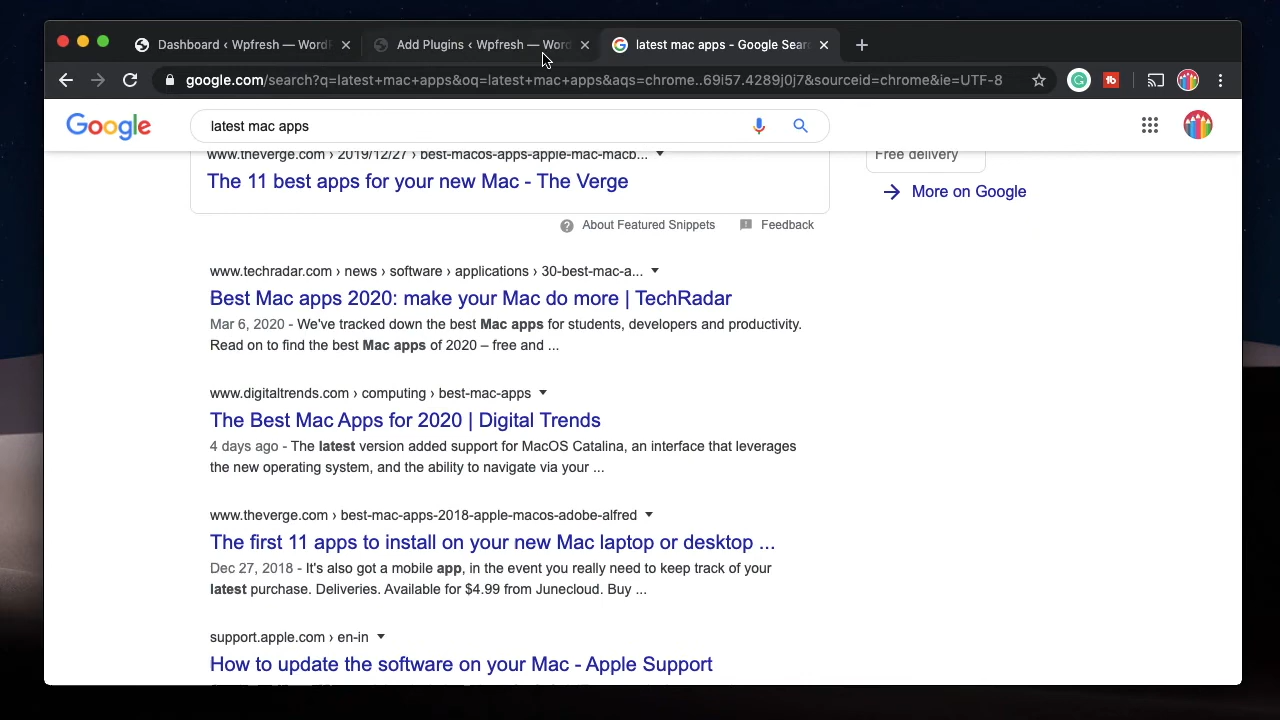 Dashboard ‹ Wpfresh — WordP
Add Plugins ‹ Wpfresh — Word
latest mac apps - Google Sear
google.com/search?q=latest+mac+apps&oq=latest+mac+apps&aqs=chrome..69i57.4289j0j7&sourceid=chrome&ie=UTF-8
Google
latest mac apps
www.theverge.com › 2019/12/27 › best-macos-apps-apple-mac-macb...
Free delivery
The 11 best apps for your new Mac - The Verge
More on Google
About Featured Snippets
Feedback
www.techradar.com › news › software › applications › 30-best-mac-a...
Best Mac apps 2020: make your Mac do more | TechRadar
Mar 6, 2020 - We've tracked down the best Mac apps for students, developers and productivity.
Read on to find the best Mac apps of 2020 – free and ...
www.digitaltrends.com › computing › best-mac-apps
The Best Mac Apps for 2020 | Digital Trends
4 days ago - The latest version added support for MacOS Catalina, an interface that leverages
the new operating system, and the ability to navigate via your ...
www.theverge.com › best-mac-apps-2018-apple-macos-adobe-alfred
The first 11 apps to install on your new Mac laptop or desktop ...
Dec 27, 2018 - It's also got a mobile app, in the event you really need to keep track of your
latest purchase. Deliveries. Available for $4.99 from Junecloud. Buy ...
support.apple.com › en-in
How to update the software on your Mac - Apple Support